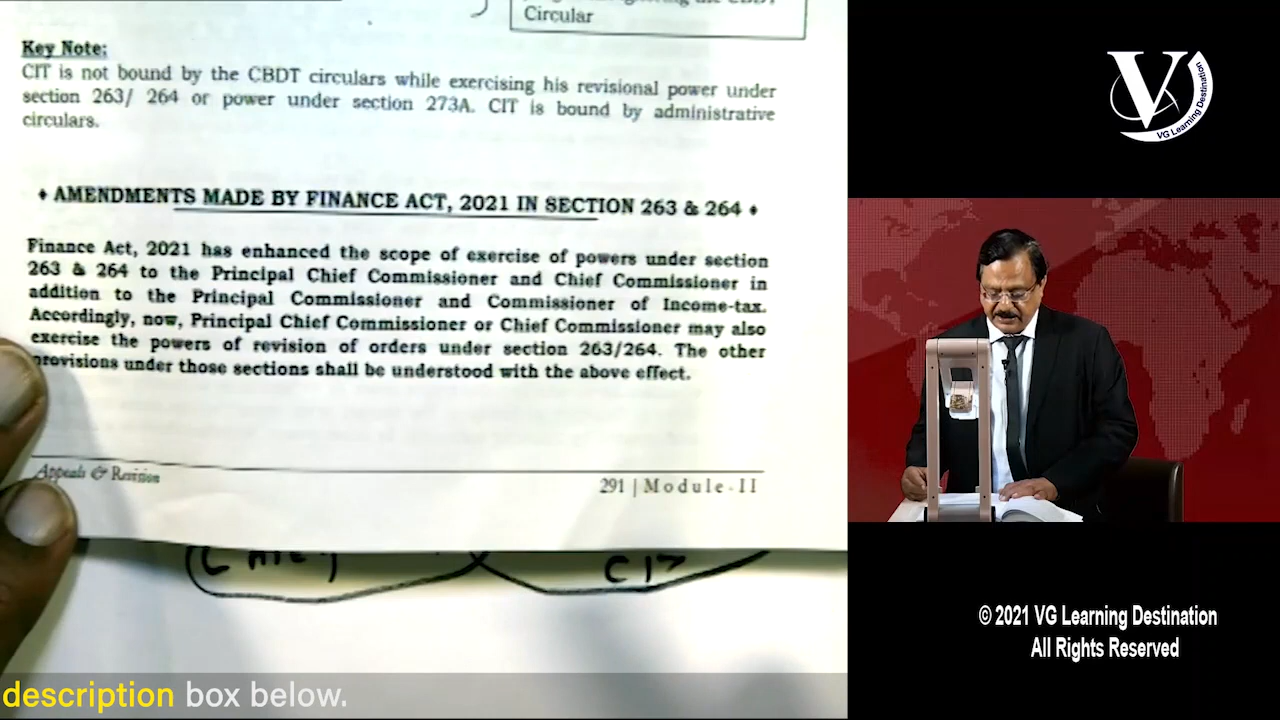 Circular
Key Note:
CIT is not bound by the CBDT circulars while exercising his revisional power under
section 263/ 264 or power under section 273A. CIT is bound by administrative
circulars.
♦ AMENDMENTS MADE BY FINANCE ACT, 2021 IN SECTION 263 & 264 ♦
Finance Act, 2021 has enhanced the scope of exercise of powers under section
263 & 264 to the Principal Chief Commissioner and Chief Commissioner in
addition to the Principal Commissioner and Commissioner of Income-tax.
Accordingly, now, Principal Chief Commissioner or Chief Commissioner may also
exercise the powers of revision of orders under section 263/264. The other
provisions under those sections shall be understood with the above effect.
Appeals & Revision
291 | Module-II
CIT
description box below.
V
VG Learning Destination
© 2021 VG Learning Destination
All Rights Reserved